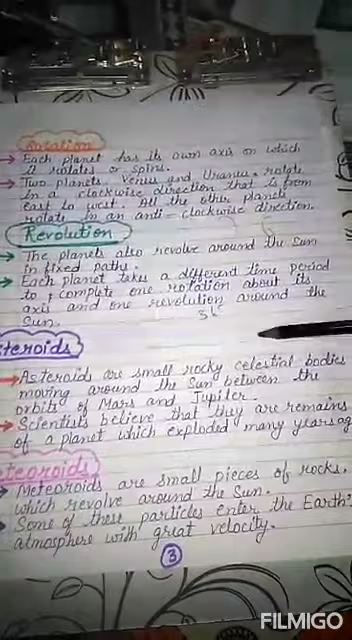 Rotation
→ Each planet has its own axis on which
it rotates or spins.
→ Two planets, Venus and Uranus rotate
in a clockwise direction that is from
east to west. All the other planets
rotate in an anti-clockwise direction.
Revolution
→ The planets also revolve around the Sun
in fixed paths.
→ Each planet takes a different time period
to complete one rotation about its
axis and one revolution around the
Sun.
steroids
→ Asteroids are small rocky celestial bodies
moving around the Sun between the
orbits of Mars and Jupiter.
→ Scientists believe that they are remains
of a planet which exploded many years ag
eteoroids
→ Meteoroids are small pieces of rocks,
which revolve around the Sun.
→ Some of these particles enter the Earth's
atmosphere with great velocity.
3
FILMIGO